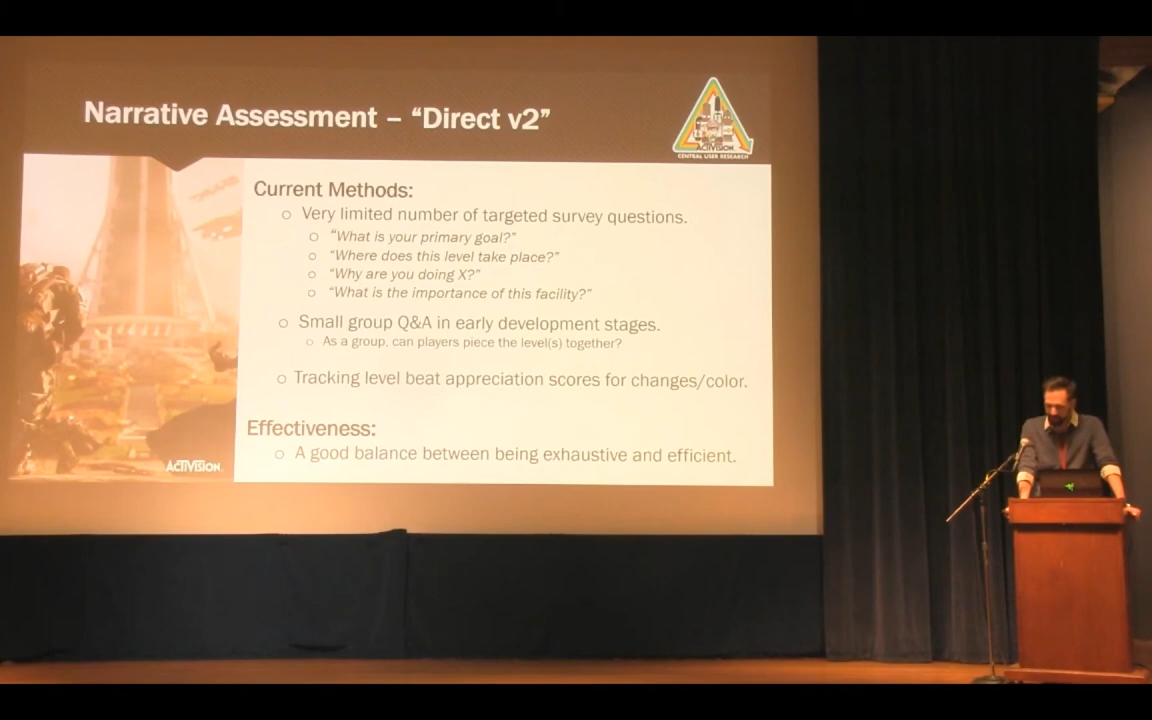 Narrative Assessment – “Direct v2”
ACTIVISION
CENTRAL USER RESEARCH
Current Methods:
○ Very limited number of targeted survey questions.
○ “What is your primary goal?”
○ “Where does this level take place?”
○ “Why are you doing X?”
○ “What is the importance of this facility?”
○ Small group Q&A in early development stages.
○ As a group, can players piece the level(s) together?
○ Tracking level beat appreciation scores for changes/color.
Effectiveness:
○ A good balance between being exhaustive and efficient.
ACTIVISION